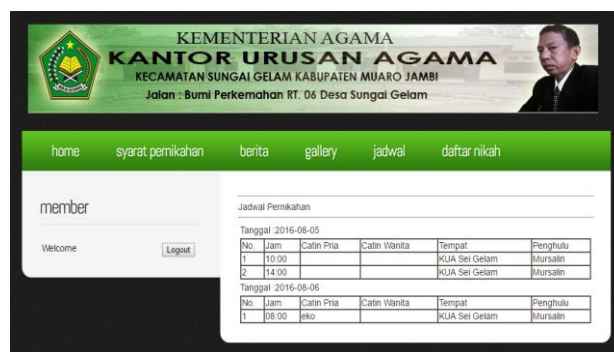 KEMENTERIAN AGAMA
KANTOR URUSAN AGAMA
KECAMATAN SUNGAI GELAM KABUPATEN MUARO JAMBI
Jalan : Bumi Perkemahan RT. 06 Desa Sungai Gelam
home syarat pernikahan berita gallery jadwal daftar nikah
member
Welcome Logout
Jadwal Pernikahan
Tanggal :2016-08-05
No. Jam Catin Pria Catin Wanita Tempat Penghulu
1 10:00 KUA Sei Gelam Mursalin
2 14:00 KUA Sei Gelam Mursalin
Tanggal :2016-08-06
No. Jam Catin Pria Catin Wanita Tempat Penghulu
1 08:00 eko KUA Sei Gelam Mursalin